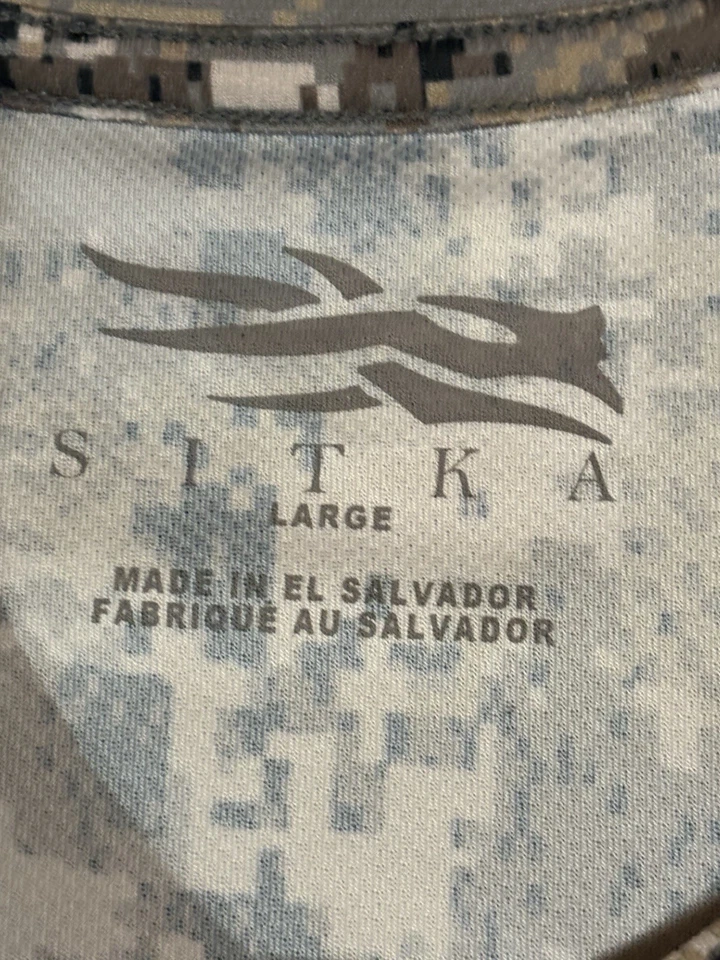 SITKA
LARGE
MADE IN EL SALVADOR
FABRIQUÉ AU SALVADOR